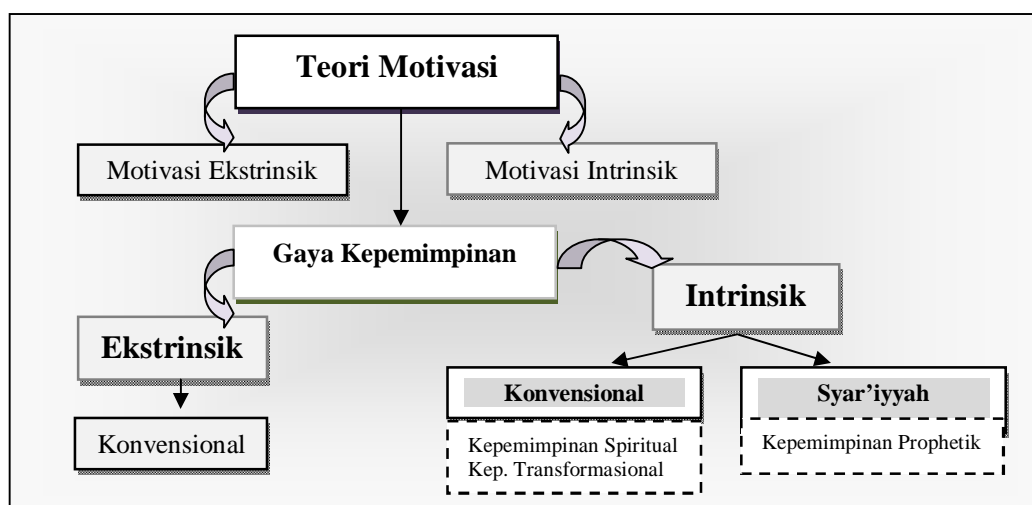 Teori Motivasi
Motivasi Ekstrinsik
Motivasi Intrinsik
Gaya Kepemimpinan
Intrinsik
Ekstrinsik
Konvensional
Syar’iyyah
Konvensional
Kepemimpinan Spiritual
Kep. Transformasional
Kepemimpinan Prophetik